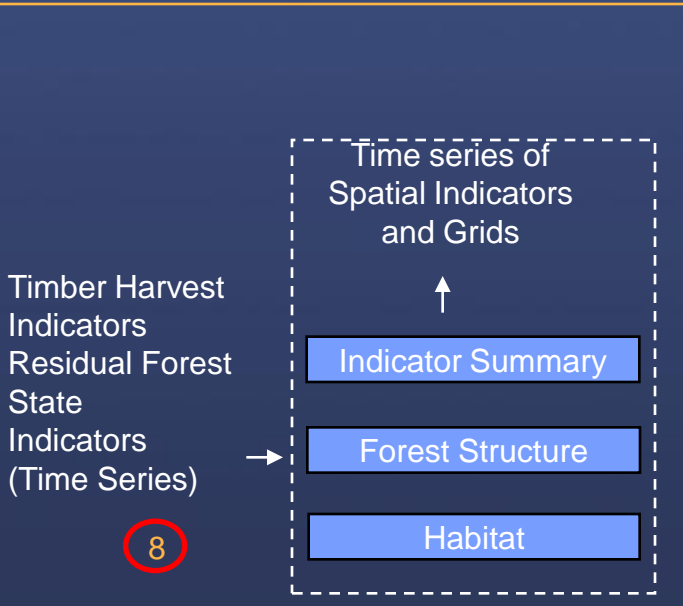 Time series of
Spatial Indicators
and Grids
Timber Harvest
Indicators
Residual Forest
State
Indicators
(Time Series)
Indicator Summary
Forest Structure
Habitat
8